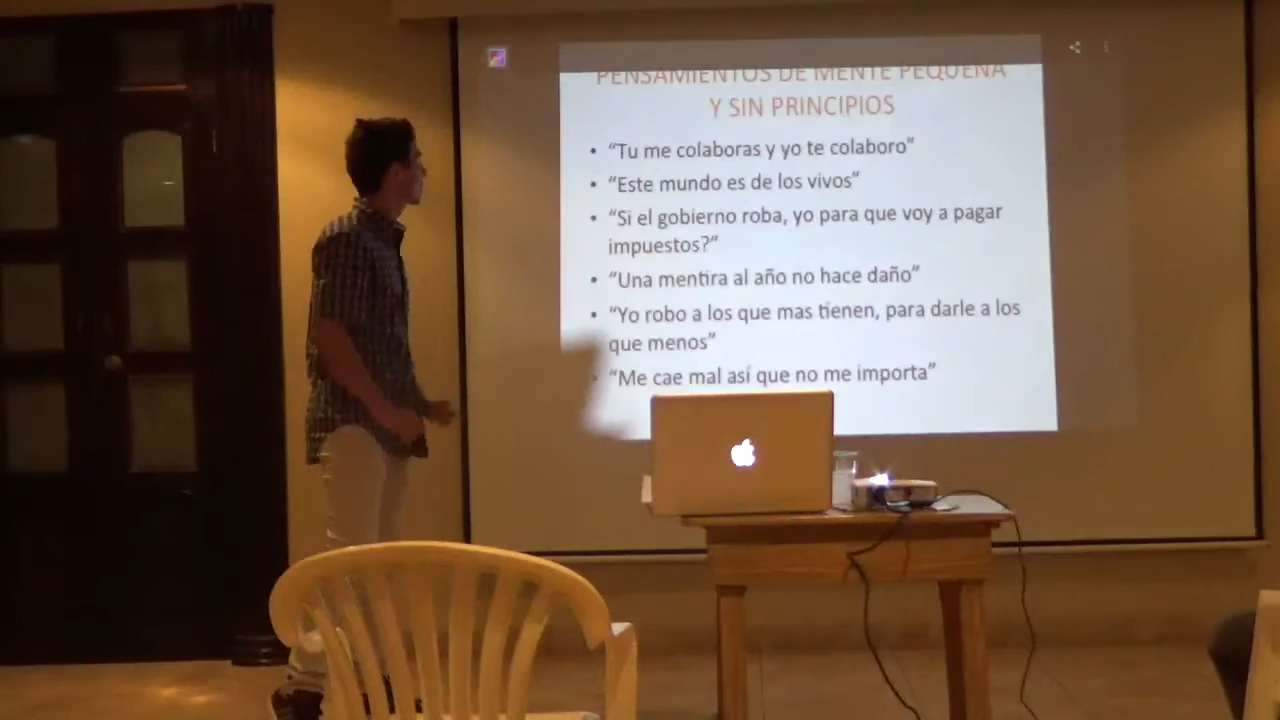 PENSAMIENTOS DE MENTE PEQUEÑA
Y SIN PRINCIPIOS
• “Tu me colaboras y yo te colaboro”
• “Este mundo es de los vivos”
• “Si el gobierno roba, yo para que voy a pagar
impuestos?”
• “Una mentira al año no hace daño”
• “Yo robo a los que mas tienen, para darle a los
que menos”
• “Me cae mal así que no me importa”